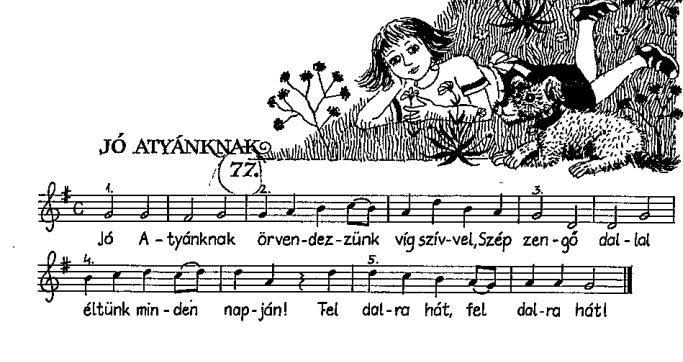 JÓ ATYÁNKNAK
77.
1. 2. 3.
Jó A-tyánknak örven-dez-zünk víg szív-vel, Szép zen-gő dal-lal
4. 5.
éltünk min-den nap-ján! Fel dal-ra hát, fel dal-ra hát!